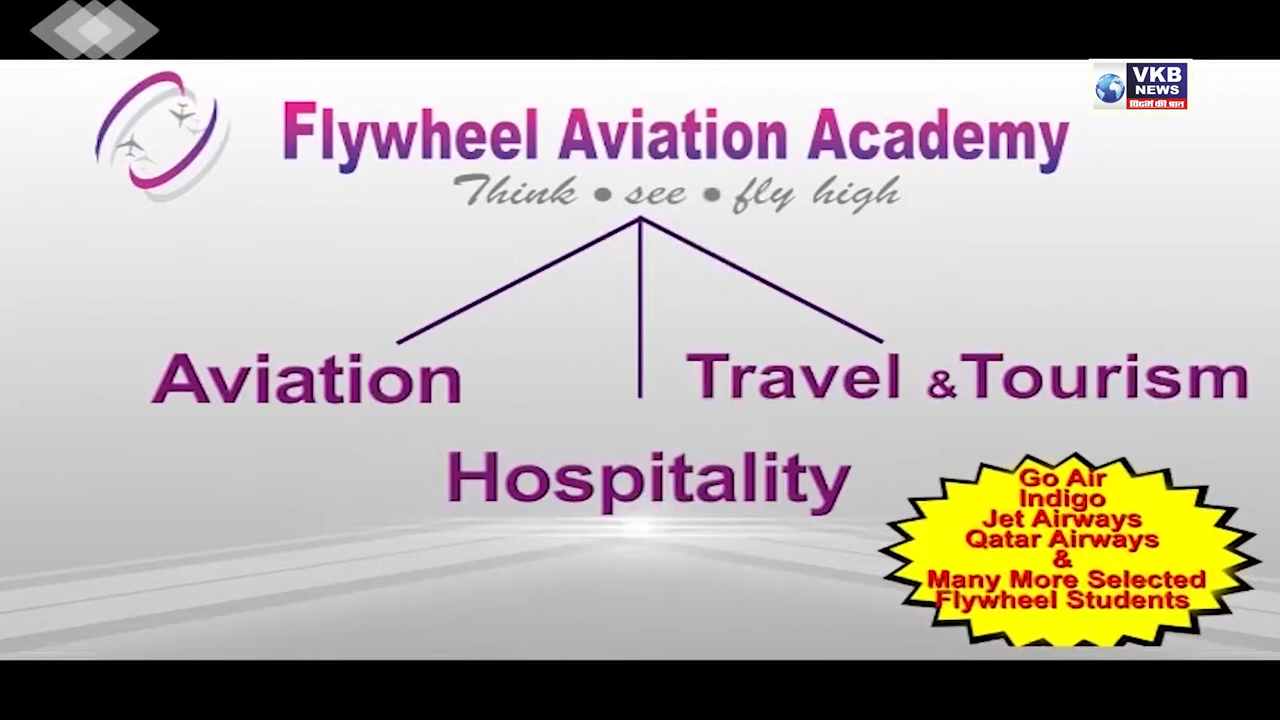 VKB
NEWS
विदर्भ की बात
Flywheel Aviation Academy
Think • see • fly high
Aviation
Travel & Tourism
Hospitality
Go Air
Indigo
Jet Airways
Qatar Airways
&
Many More Selected
Flywheel Students